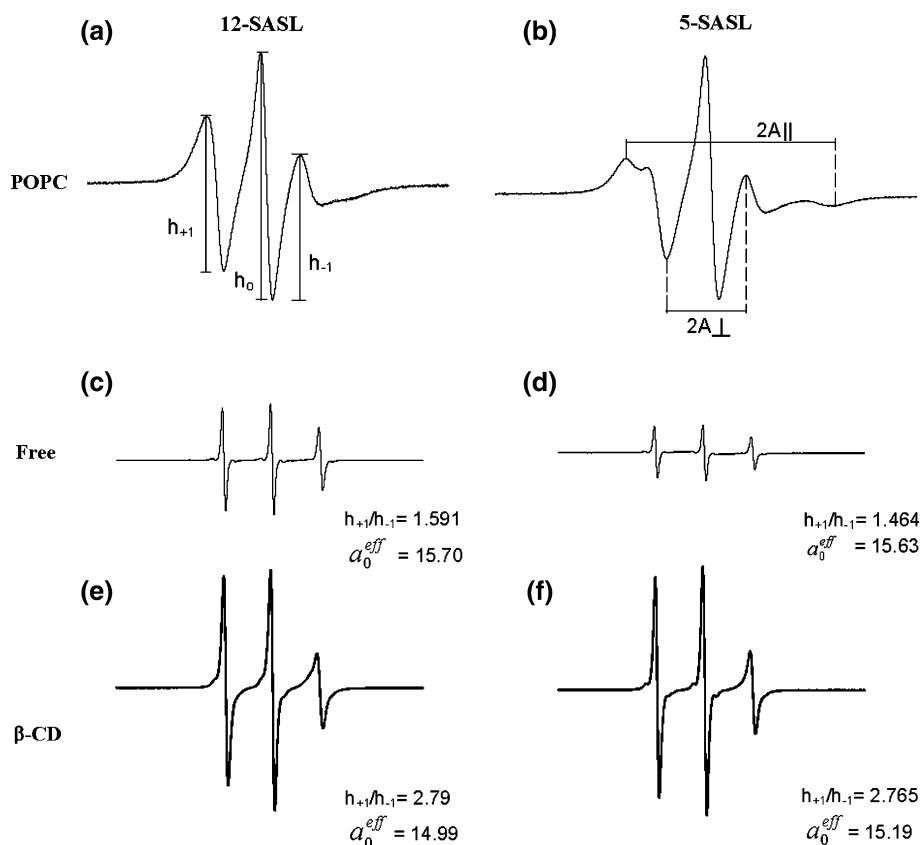 (a)
12-SASL
(b)
5-SASL
POPC
h₊₁
h₀
h₋₁
2A||
2A⊥
(c)
(d)
Free
h₊₁/h₋₁= 1.591
a₀ᵉᶠᶠ = 15.70
h₊₁/h₋₁= 1.464
a₀ᵉᶠᶠ = 15.63
(e)
(f)
β-CD
h₊₁/h₋₁= 2.79
a₀ᵉᶠᶠ = 14.99
h₊₁/h₋₁= 2.765
a₀ᵉᶠᶠ = 15.19